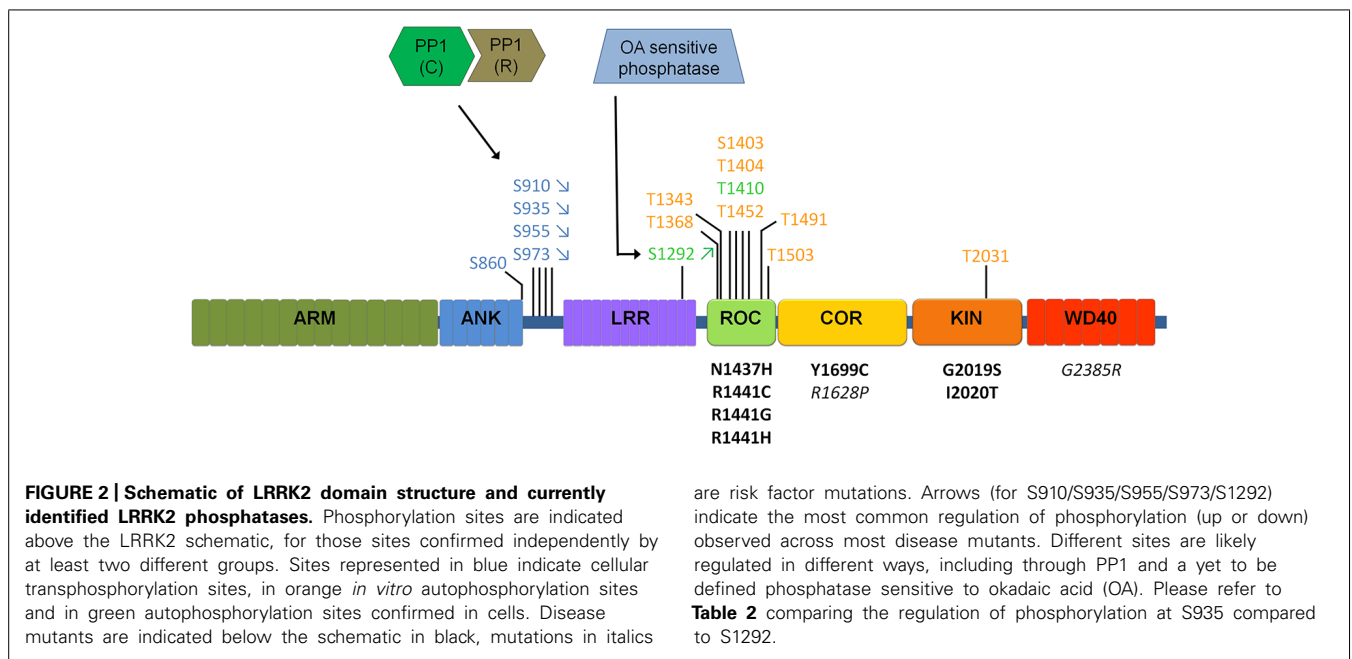 PP1
(C)
PP1
(R)
OA sensitive
phosphatase
S910 ↘
S935 ↘
S955 ↘
S973 ↘
S860
T1343
T1368
S1292 ↗
S1403
T1404
T1410
T1452
T1491
T1503
T2031
ARM
ANK
LRR
ROC
COR
KIN
WD40
N1437H
R1441C
R1441G
R1441H
Y1699C
R1628P
G2019S
I2020T
G2385R
FIGURE 2 | Schematic of LRRK2 domain structure and currently
identified LRRK2 phosphatases. Phosphorylation sites are indicated
above the LRRK2 schematic, for those sites confirmed independently by
at least two different groups. Sites represented in blue indicate cellular
transphosphorylation sites, in orange in vitro autophosphorylation sites
and in green autophosphorylation sites confirmed in cells. Disease
mutants are indicated below the schematic in black, mutations in italics
are risk factor mutations. Arrows (for S910/S935/S955/S973/S1292)
indicate the most common regulation of phosphorylation (up or down)
observed across most disease mutants. Different sites are likely
regulated in different ways, including through PP1 and a yet to be
defined phosphatase sensitive to okadaic acid (OA). Please refer to
Table 2 comparing the regulation of phosphorylation at S935 compared
to S1292.